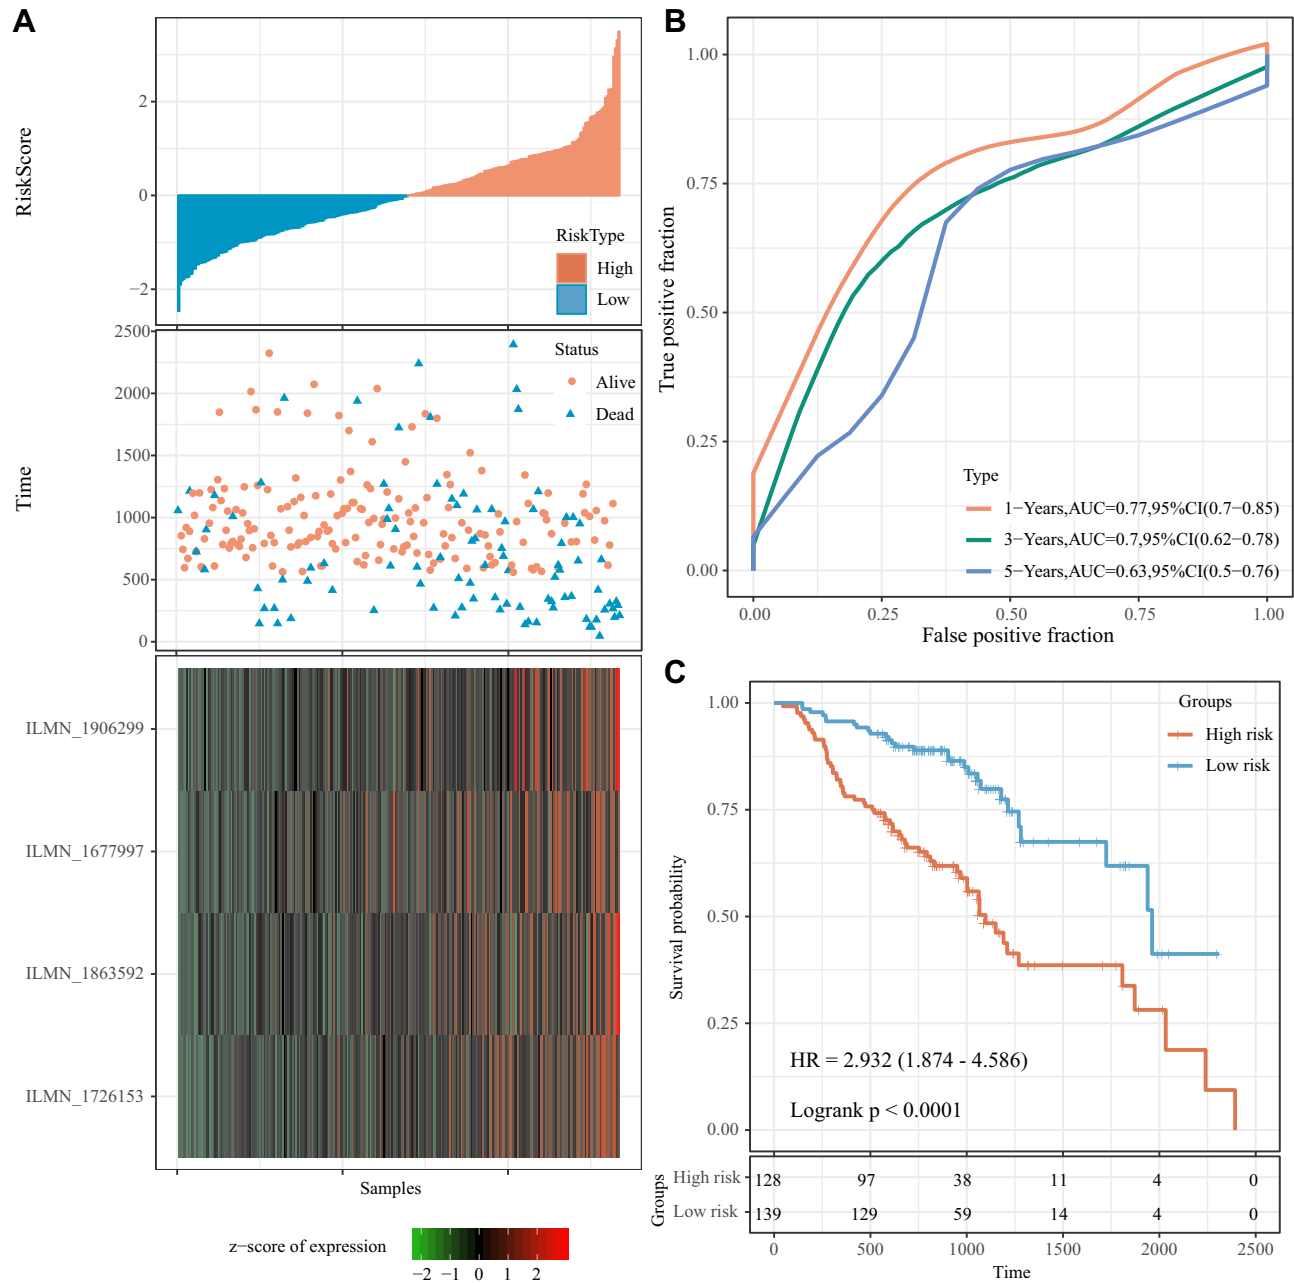 A
RiskScore
2
0
−2
RiskType
High
Low
Time
2500
2000
1500
1000
500
0
Status
Alive
Dead
ILMN_1906299
ILMN_1677997
ILMN_1863592
ILMN_1726153
Samples
z−score of expression
−2 −1 0 1 2
B
True positive fraction
1.00
0.75
0.50
0.25
0.00
Type
1−Years,AUC=0.77,95%CI(0.7−0.85)
3−Years,AUC=0.7,95%CI(0.62−0.78)
5−Years,AUC=0.63,95%CI(0.5−0.76)
0.00 0.25 0.50 0.75 1.00
False positive fraction
C
Survival probability
1.00
0.75
0.50
0.25
0.00
Groups
High risk
Low risk
HR = 2.932 (1.874 - 4.586)
Logrank p < 0.0001
Groups
High risk 128 97 38 11 4 0
Low risk 139 129 59 14 4 0
0 500 1000 1500 2000 2500
Time